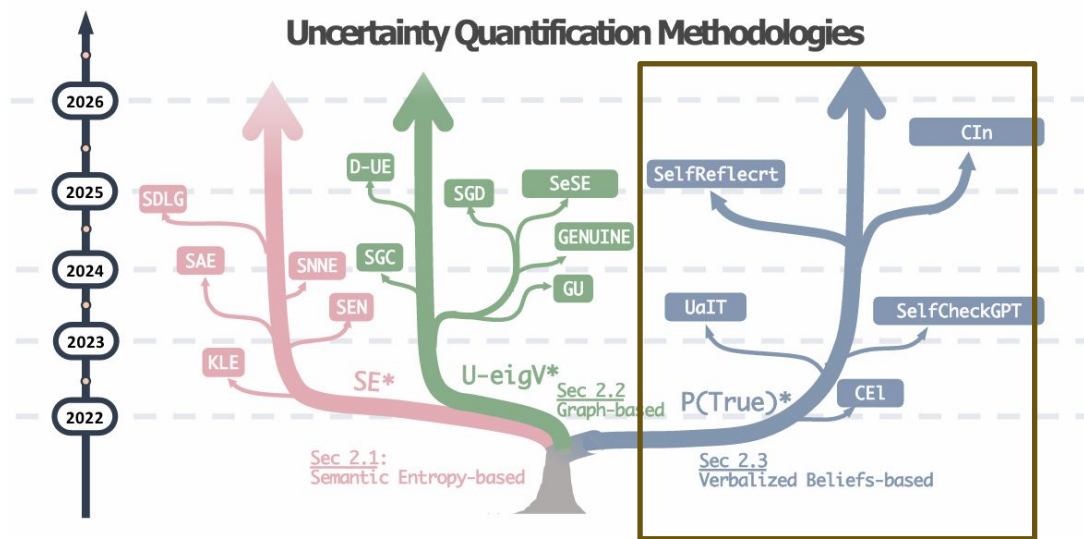 Uncertainty Quantification Methodologies
2026
2025
2024
2023
2022
SDLG
SAE
SNNE
SEN
KLE
SE*
Sec 2.1:
Semantic Entropy-based
D-UE
SGD
SeSE
SGC
GENUINE
GU
U-eigV*
Sec 2.2
Graph-based
CIn
SelfReflecrt
UaIT
SelfCheckGPT
CEl
P(True)*
Sec 2.3
Verbalized Beliefs-based